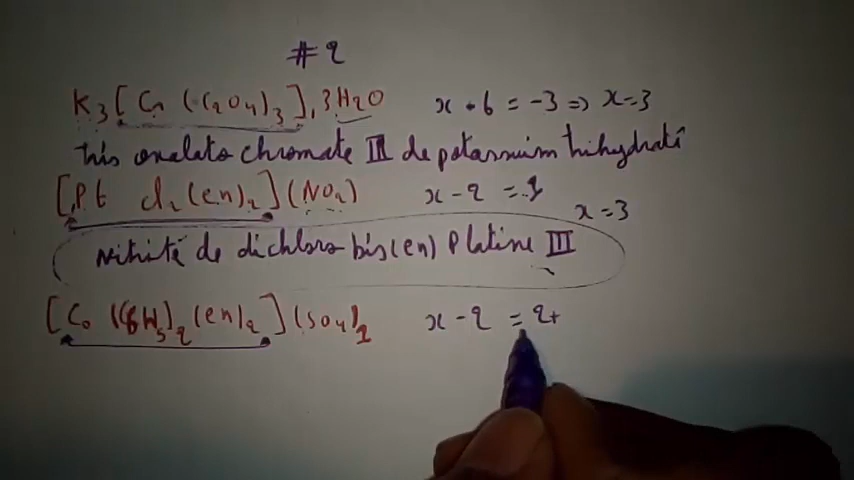 # 2
K3 [Cr (C2O4)3], 3H2O x - 6 = -3 => x = 3
tris oxalato chromate III de potassium trihydraté
[Pt cl2(en)2](NO2) x - 2 = 1
x = 3
Nitrité de dichloro bis(en) Platine III
[Co (C6H5)2(en)2](SO4)2 x - 2 = 2+